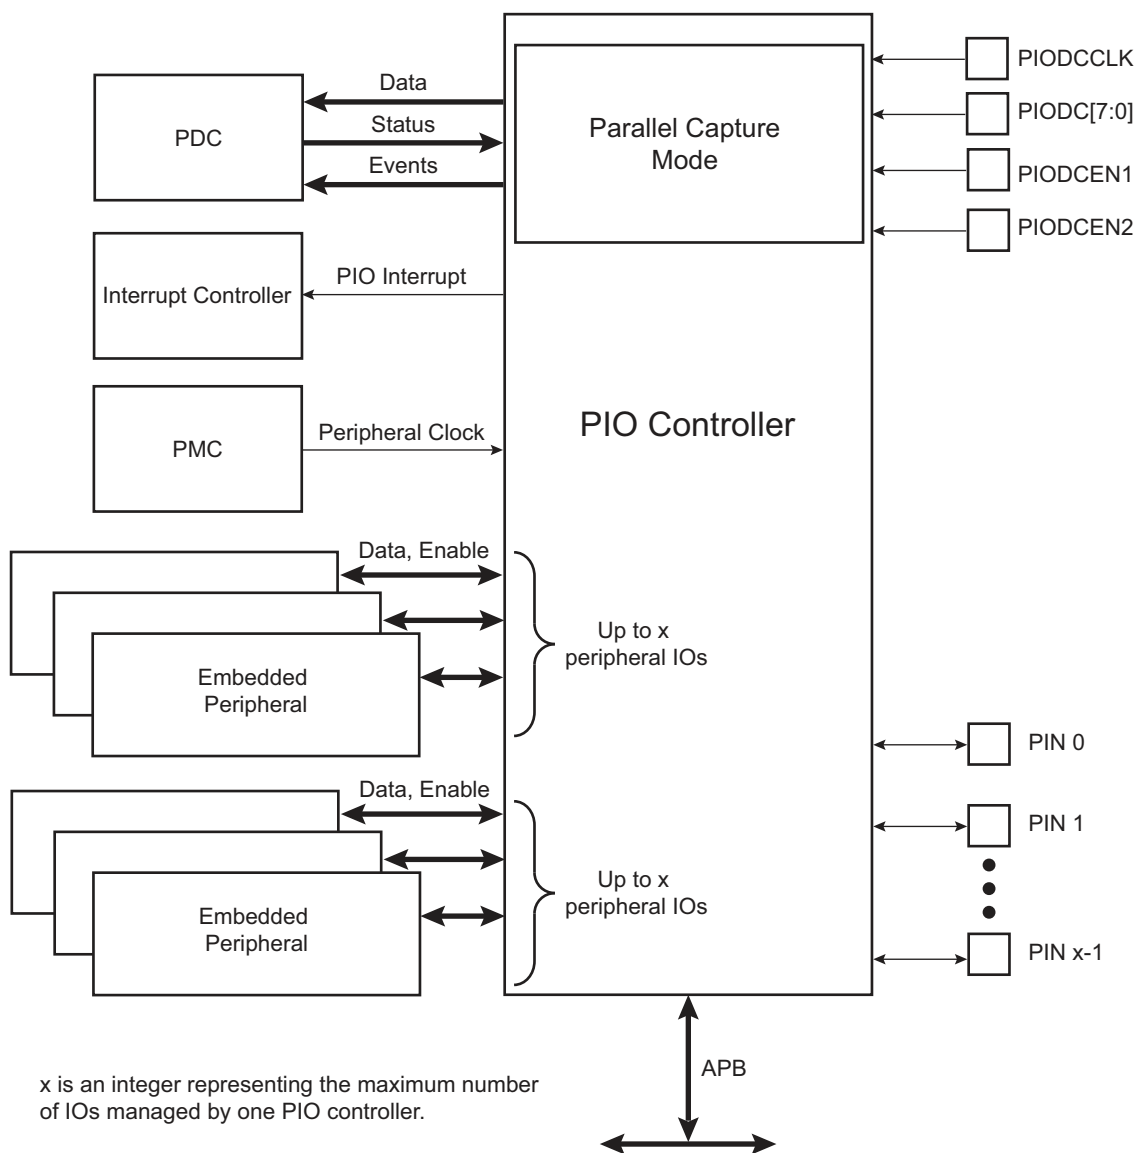 PIODCCLK
Data
PDC
Status
Events
Parallel Capture
Mode
PIODC[7:0]
PIODCEN1
PIODCEN2
PIO Interrupt
Interrupt Controller
PIO Controller
Peripheral Clock
PMC
Data, Enable
Up to x
peripheral IOs
Embedded
Peripheral
PIN 0
Data, Enable
PIN 1
Up to x
peripheral IOs
Embedded
Peripheral
PIN x-1
APB
x is an integer representing the maximum number
of IOs managed by one PIO controller.